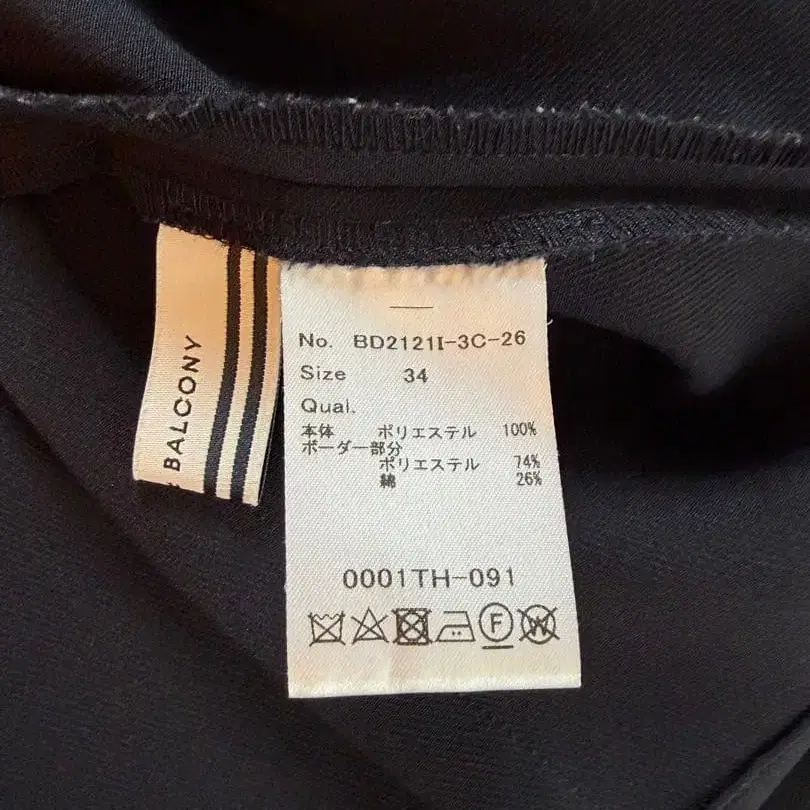 BALCONY
No. BD2121I-3C-26
Size 34
Qual.
本体 ポリエステル 100%
ボーダー部分
ポリエステル 74%
綿 26%
0001TH-091
F W